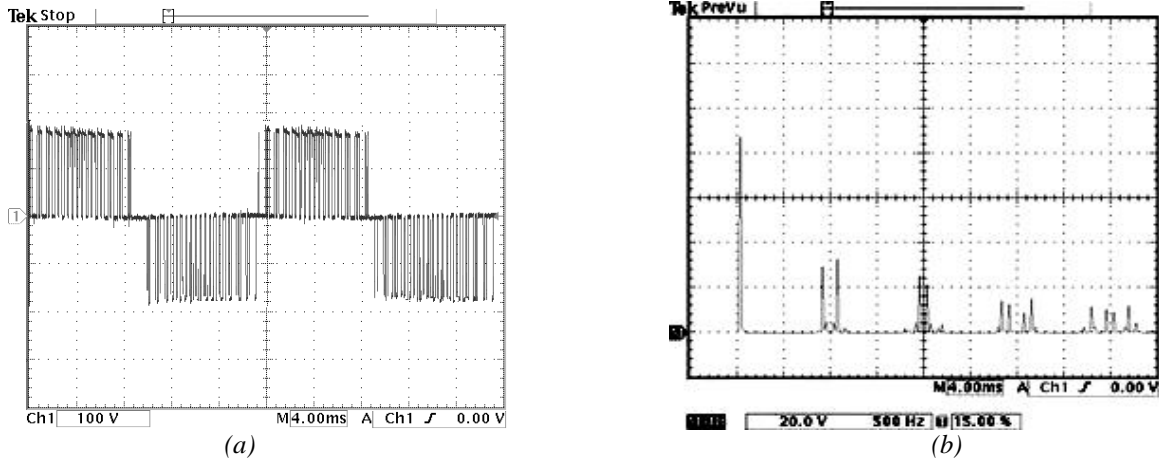 Tek Stop
1
Ch1 100 V M 4.00ms A Ch1 ƒ 0.00 V
(a)
Tek PreVu
M 4.00ms A Ch1 ƒ 0.00 V
20.0 V 500 Hz 15.00 %
(b)